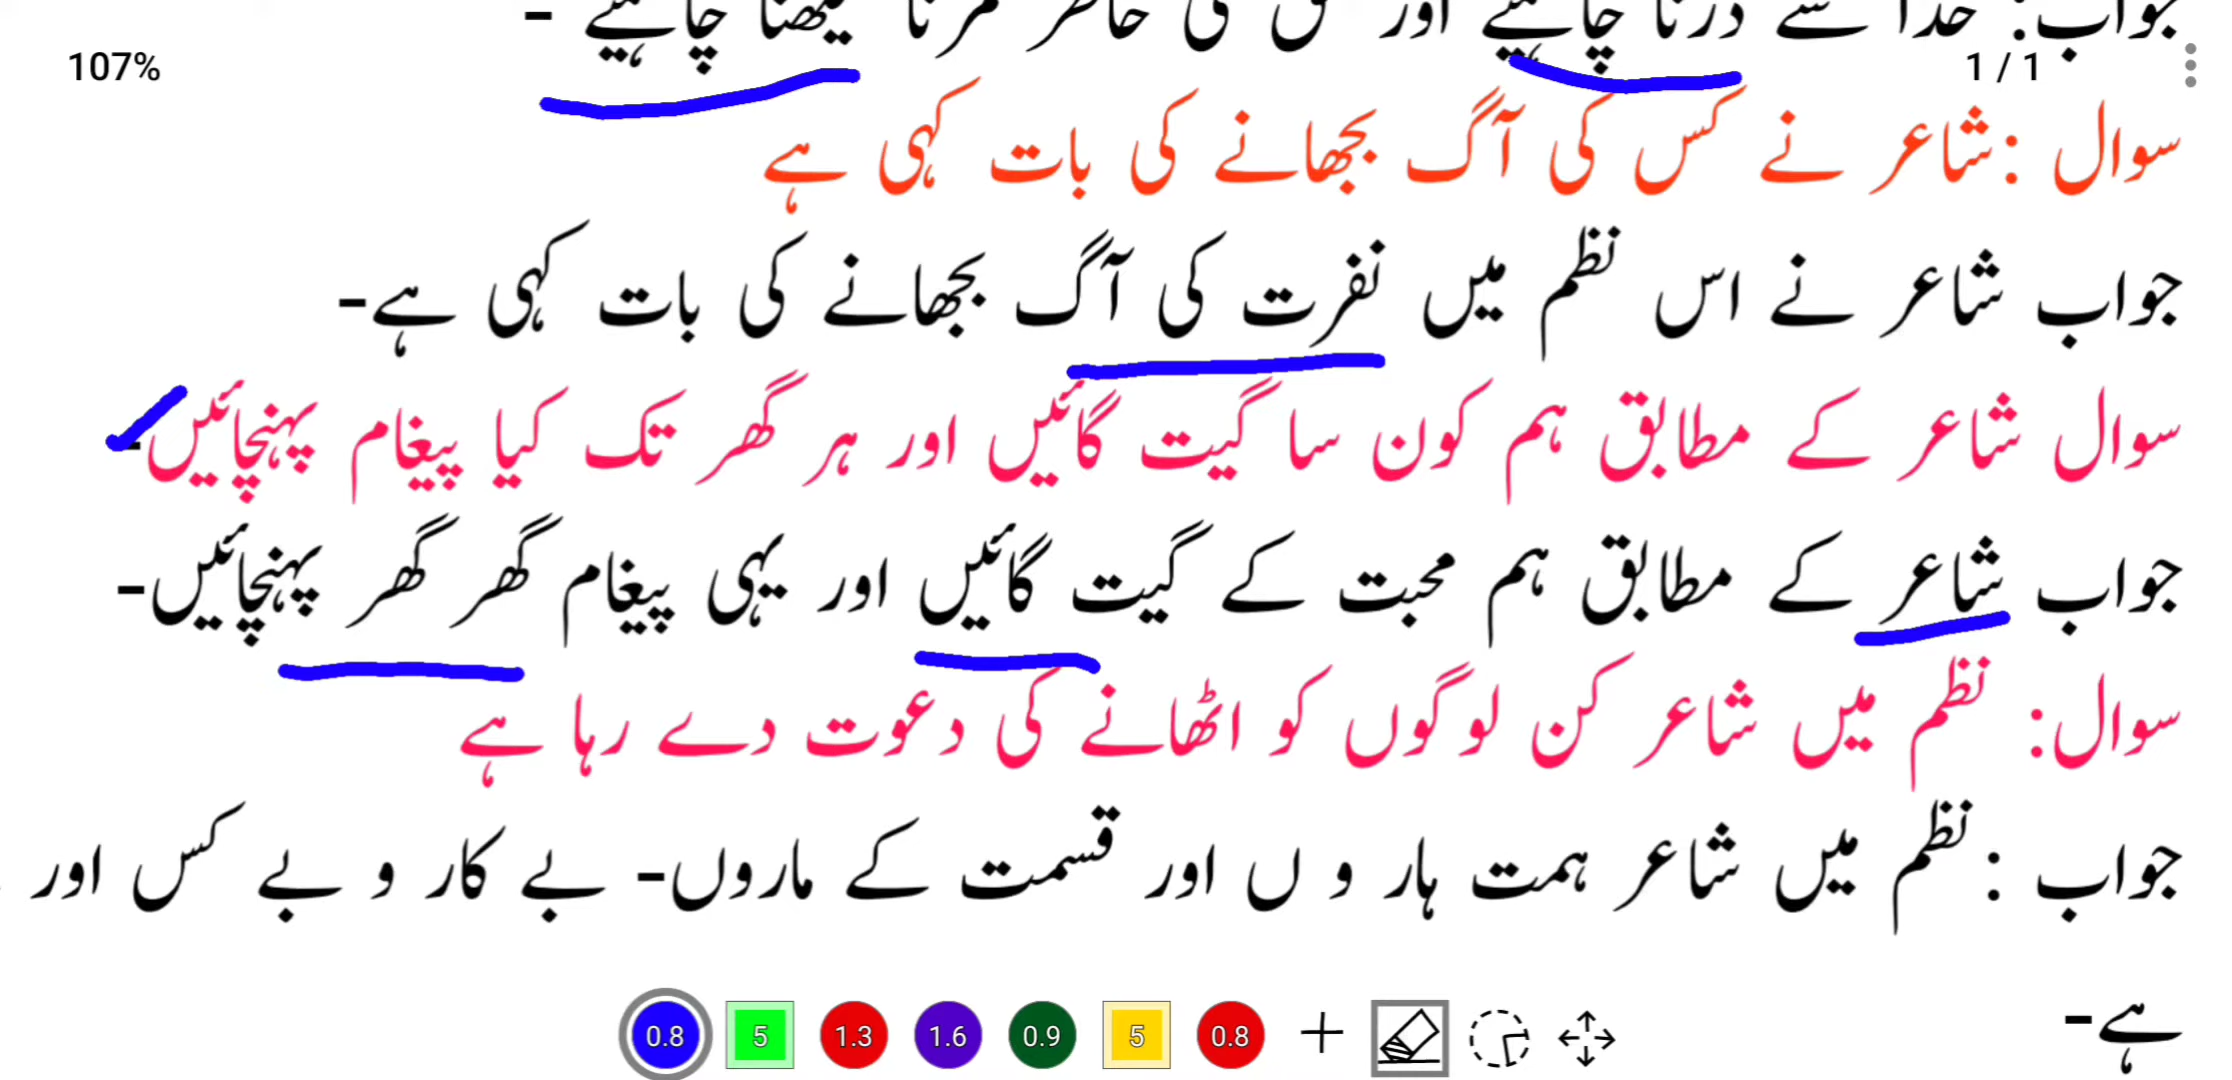 جواب: خدا سے ڈرنا چاہیے اور حق کی خاطر مرنا سیکھنا چاہیے -
107%
1 / 1
سوال :شاعر نے کس کی آگ بجھانے کی بات کہی ہے
جواب شاعر نے اس نظم میں نفرت کی آگ بجھانے کی بات کہی ہے-
سوال شاعر کے مطابق ہم کون سا گیت گائیں اور ہر گھر تک کیا پیغام پہنچائیں-
جواب شاعر کے مطابق ہم محبت کے گیت گائیں اور یہی پیغام گھر گھر پہنچائیں-
سوال: نظم میں شاعر کن لوگوں کو اٹھانے کی دعوت دے رہا ہے
جواب :نظم میں شاعر ہمت ہار و ں اور قسمت کے ماروں- بے کار و بے کس اور
ہے-
0.8 5 1.3 1.6 0.9 5 0.8